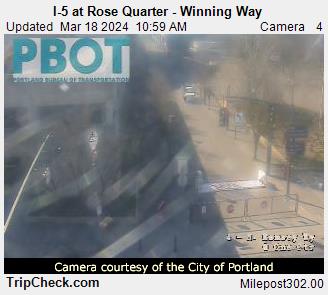 I-5 at Rose Quarter - Winning Way
Updated Mar 18 2024 10:59 AM Camera 4
PBOT
PORTLAND BUREAU OF TRANSPORTATION
Camera courtesy of the City of Portland
TripCheck.com Milepost302.00